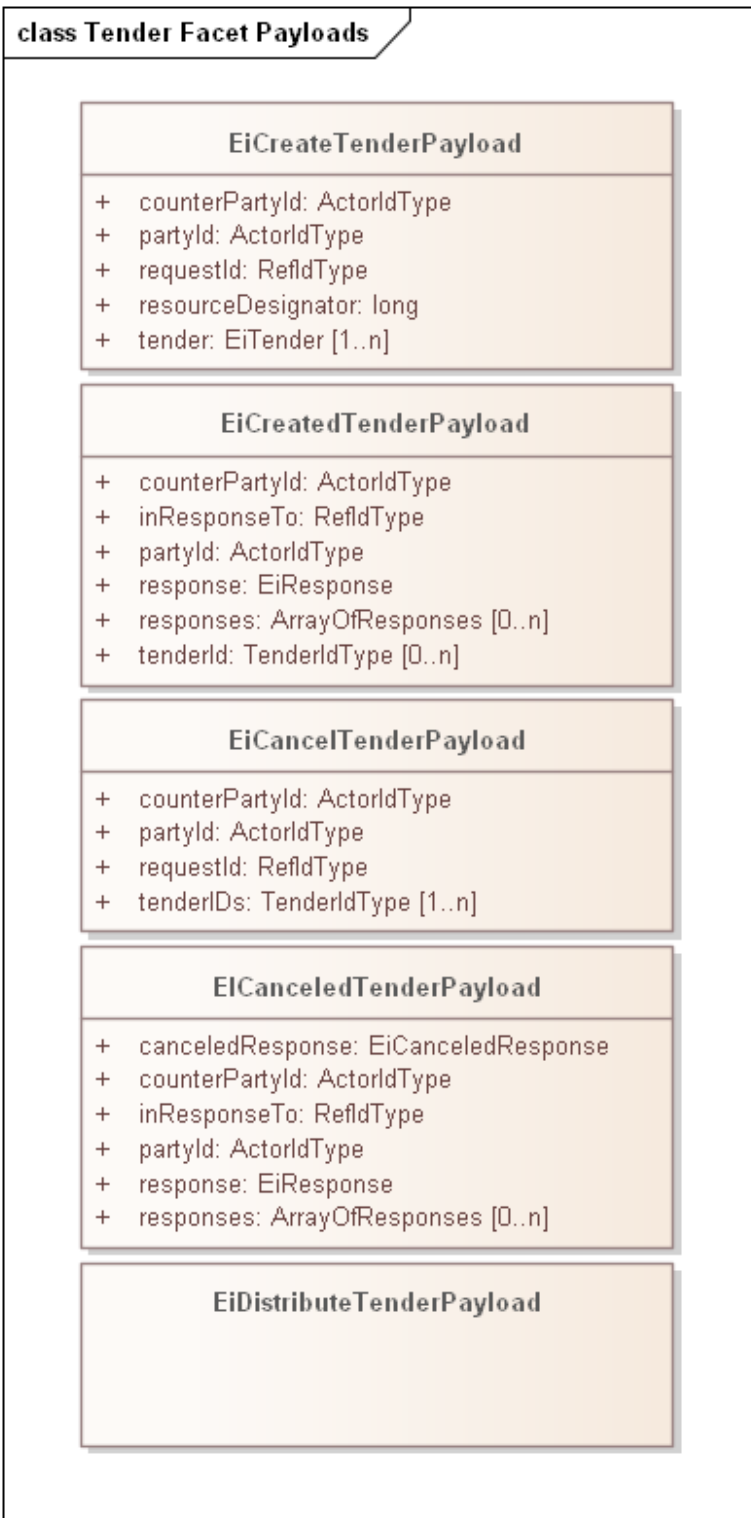 class Tender Facet Payloads
EiCreateTenderPayload
+ counterPartyId: ActorIdType
+ partyId: ActorIdType
+ requestId: RefIdType
+ resourceDesignator: long
+ tender: EiTender [1..n]
EiCreatedTenderPayload
+ counterPartyId: ActorIdType
+ inResponseTo: RefIdType
+ partyId: ActorIdType
+ response: EiResponse
+ responses: ArrayOfResponses [0..n]
+ tenderId: TenderIdType [0..n]
EiCancelTenderPayload
+ counterPartyId: ActorIdType
+ partyId: ActorIdType
+ requestId: RefIdType
+ tenderIDs: TenderIdType [1..n]
EICanceledTenderPayload
+ canceledResponse: EiCanceledResponse
+ counterPartyId: ActorIdType
+ inResponseTo: RefIdType
+ partyId: ActorIdType
+ response: EiResponse
+ responses: ArrayOfResponses [0..n]
EiDistributeTenderPayload